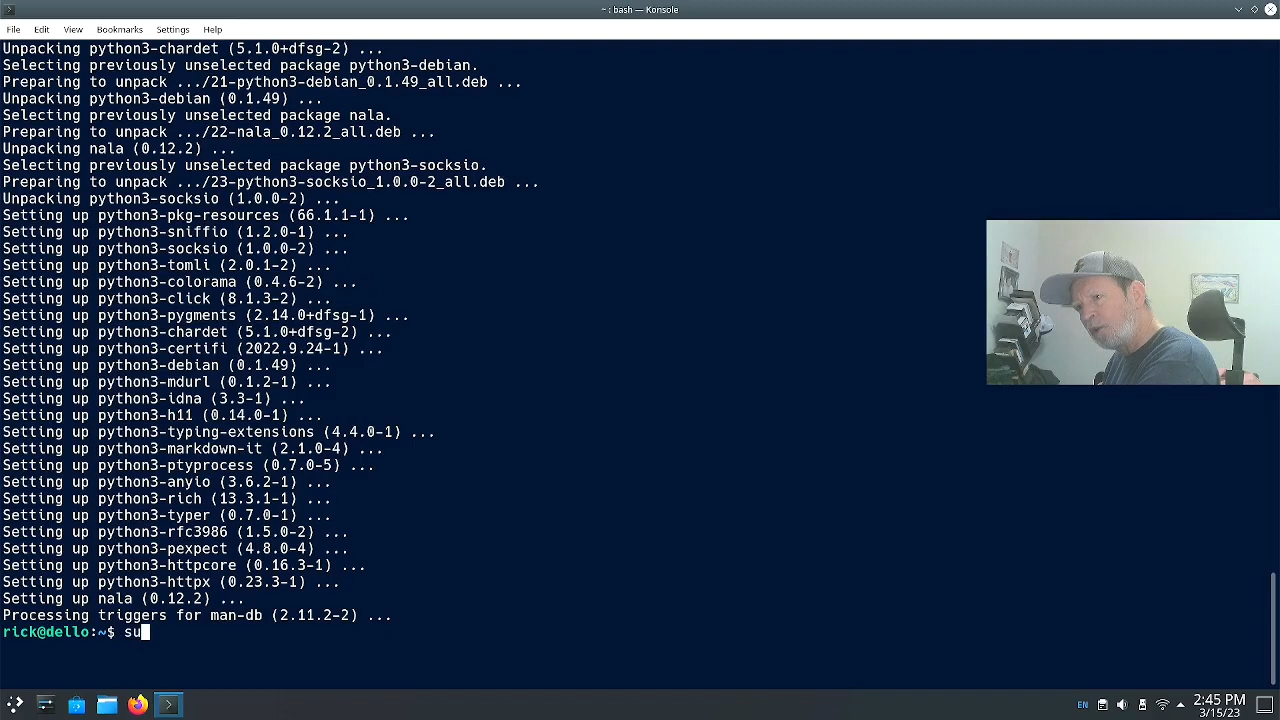 ~ : bash — Konsole
File Edit View Bookmarks Settings Help
Unpacking python3-chardet (5.1.0+dfsg-2) ...
Selecting previously unselected package python3-debian.
Preparing to unpack .../21-python3-debian_0.1.49_all.deb ...
Unpacking python3-debian (0.1.49) ...
Selecting previously unselected package nala.
Preparing to unpack .../22-nala_0.12.2_all.deb ...
Unpacking nala (0.12.2) ...
Selecting previously unselected package python3-socksio.
Preparing to unpack .../23-python3-socksio_1.0.0-2_all.deb ...
Unpacking python3-socksio (1.0.0-2) ...
Setting up python3-pkg-resources (66.1.1-1) ...
Setting up python3-sniffio (1.2.0-1) ...
Setting up python3-socksio (1.0.0-2) ...
Setting up python3-tomli (2.0.1-2) ...
Setting up python3-colorama (0.4.6-2) ...
Setting up python3-click (8.1.3-2) ...
Setting up python3-pygments (2.14.0+dfsg-1) ...
Setting up python3-chardet (5.1.0+dfsg-2) ...
Setting up python3-certifi (2022.9.24-1) ...
Setting up python3-debian (0.1.49) ...
Setting up python3-mdurl (0.1.2-1) ...
Setting up python3-idna (3.3-1) ...
Setting up python3-h11 (0.14.0-1) ...
Setting up python3-typing-extensions (4.4.0-1) ...
Setting up python3-markdown-it (2.1.0-4) ...
Setting up python3-ptyprocess (0.7.0-5) ...
Setting up python3-anyio (3.6.2-1) ...
Setting up python3-rich (13.3.1-1) ...
Setting up python3-typer (0.7.0-1) ...
Setting up python3-rfc3986 (1.5.0-2) ...
Setting up python3-pexpect (4.8.0-4) ...
Setting up python3-httpcore (0.16.3-1) ...
Setting up python3-httpx (0.23.3-1) ...
Setting up nala (0.12.2) ...
Processing triggers for man-db (2.11.2-2) ...
rick@dello:~$ su
EN
2:45 PM
3/15/23